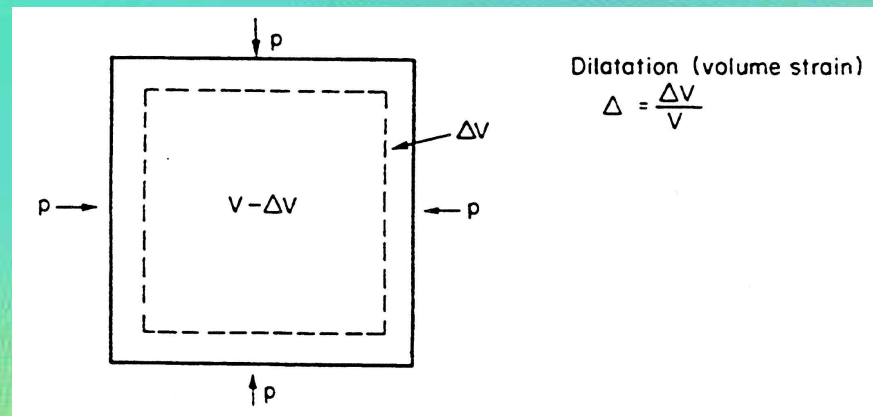 p
Dilatation (volume strain)
Δ = ΔV/V
ΔV
p
V-ΔV
p
p